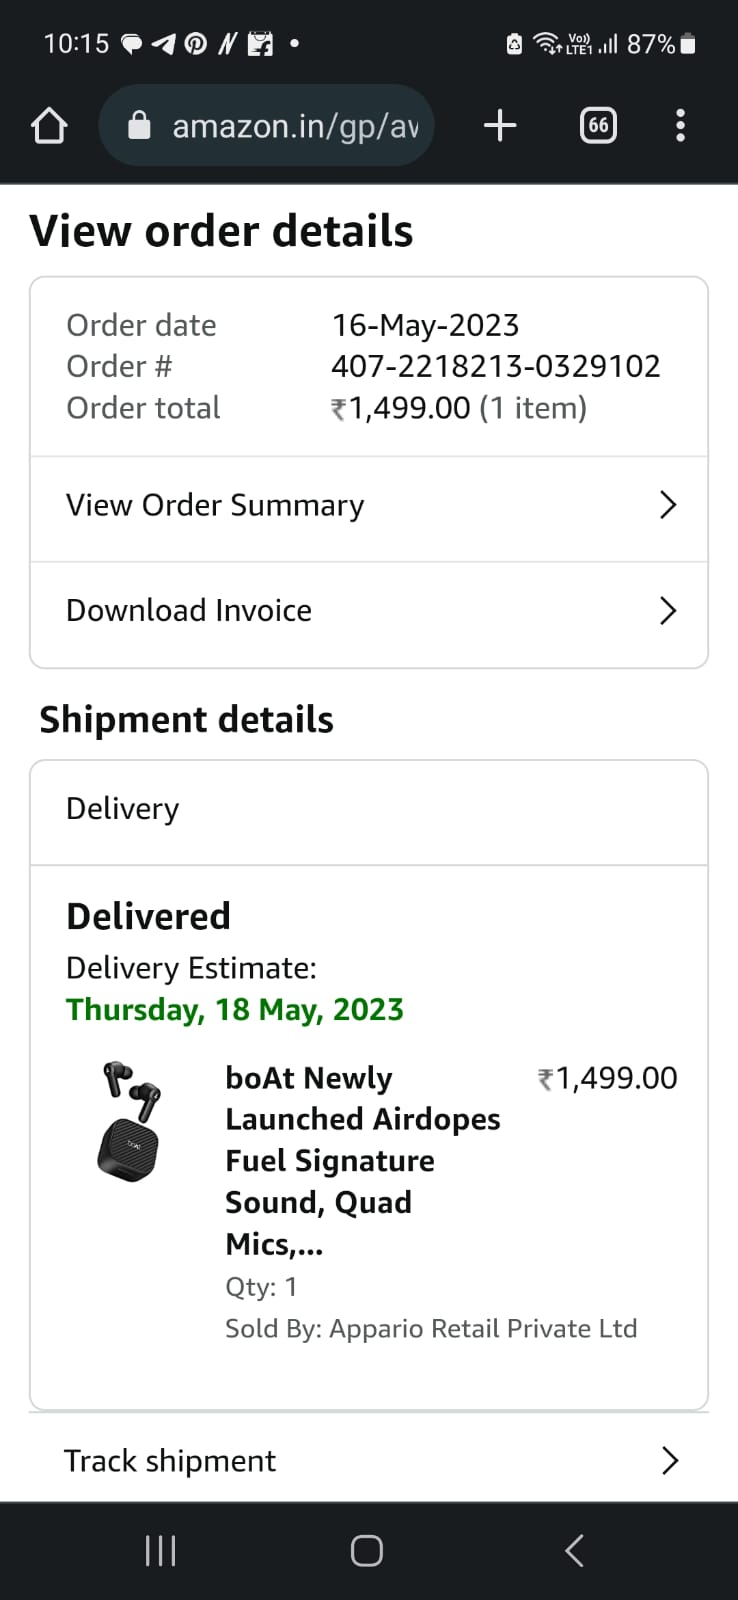 10:15
Vo)) LTE1
87%
amazon.in/gp/av
66
View order details
Order date 16-May-2023
Order # 407-2218213-0329102
Order total ₹1,499.00 (1 item)
View Order Summary
Download Invoice
Shipment details
Delivery
Delivered
Delivery Estimate:
Thursday, 18 May, 2023
boAt Newly ₹1,499.00
Launched Airdopes
Fuel Signature
Sound, Quad
Mics,...
Qty: 1
Sold By: Appario Retail Private Ltd
Track shipment